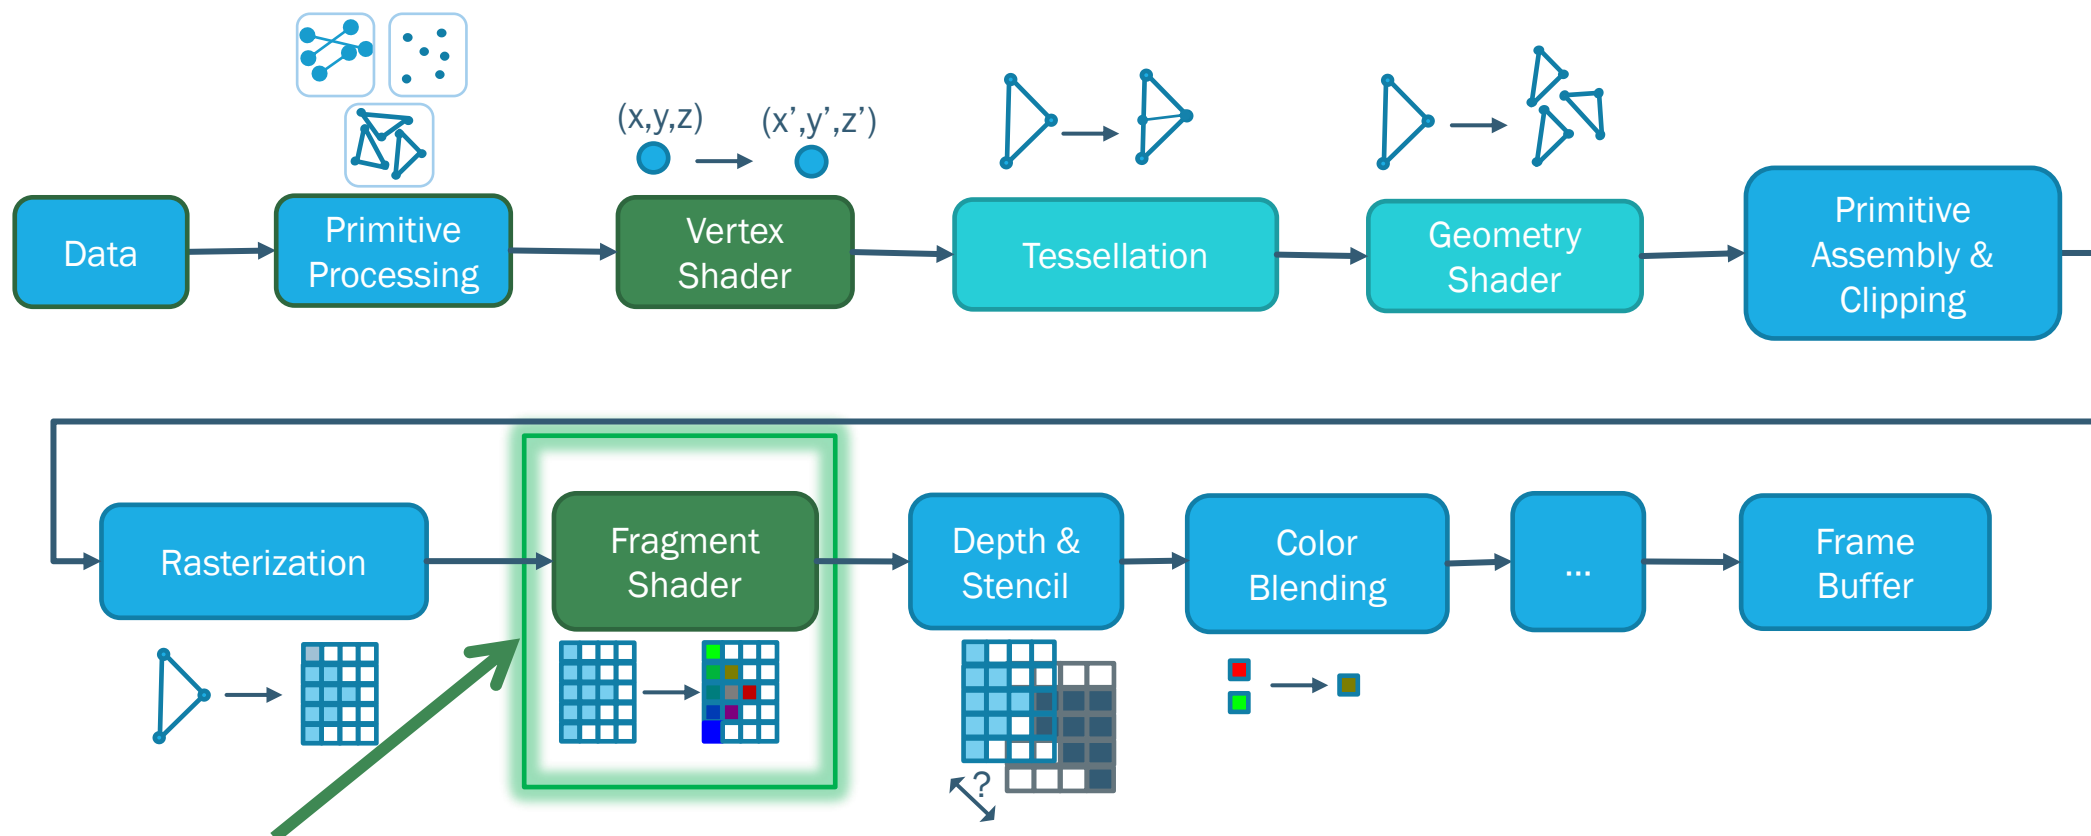 (x,y,z)
(x’,y’,z’)
Data
Primitive
Processing
Vertex
Shader
Tessellation
Geometry
Shader
Primitive
Assembly &
Clipping
Rasterization
Fragment
Shader
Depth &
Stencil
Color
Blending
...
Frame
Buffer
?